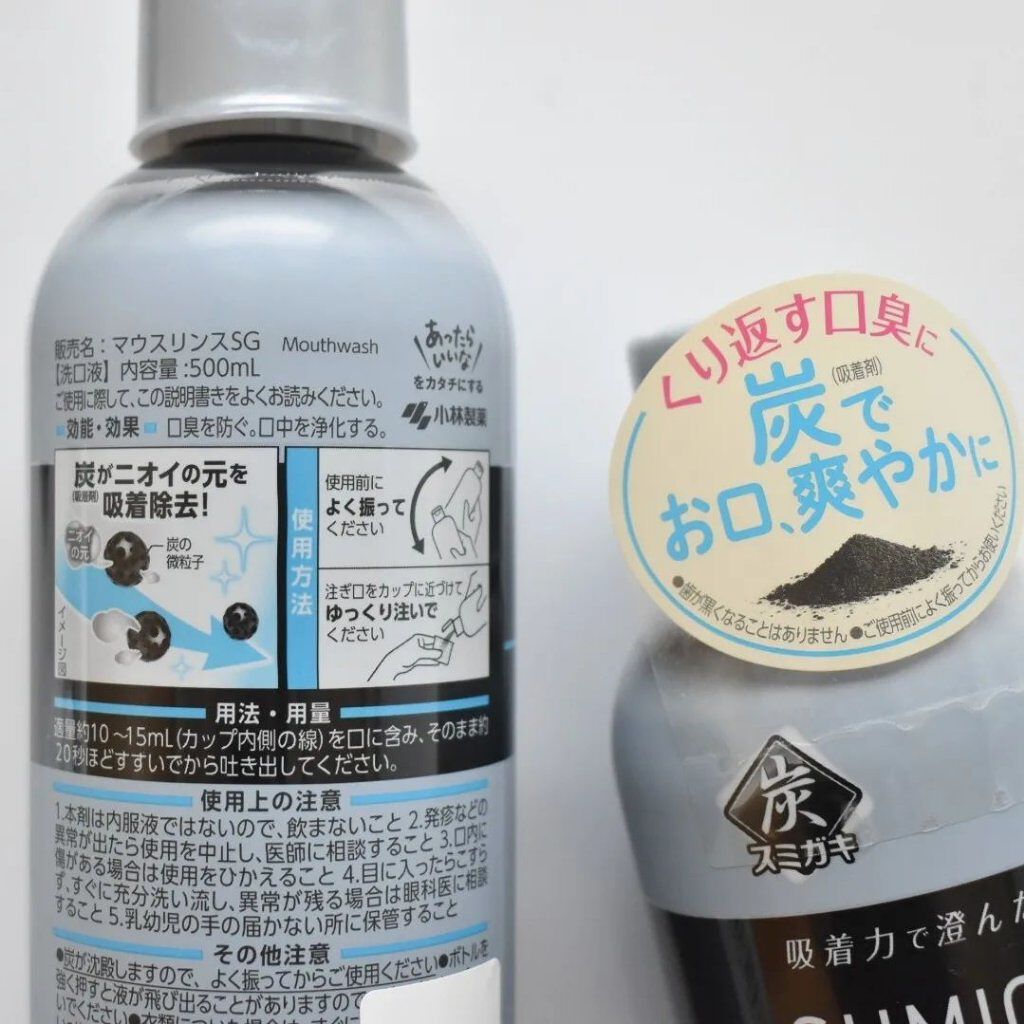 販売名：マウスリンスSG Mouthwash
【洗口液】内容量：500mL
ご使用に際して、この説明書きをよくお読みください。
効能・効果 口臭を防ぐ。口中を浄化する。
あったら
いいな
をカタチにする
小林製薬
炭がニオイの元を
(吸着剤)
吸着除去！
ニオイ
の元
炭の
微粒子
イメージ図
使用方法
使用前に
よく振って
ください
注ぎ口をカップに近づけて
ゆっくり注いで
ください
用法・用量
適量約10～15mL（カップ内側の線）を口に含み、そのまま約
20秒ほどすすいでから吐き出してください。
使用上の注意
1.本剤は内服液ではないので、飲まないこと 2.発疹などの
異常が出たら使用を中止し、医師に相談すること 3.口内に
傷がある場合は使用をひかえること 4.目に入ったらこすら
ず、すぐに充分洗い流し、異常が残る場合は眼科医に相談
すること 5.乳幼児の手の届かない所に保管すること
その他注意
●炭が沈殿しますので、よく振ってからご使用ください●ボトルを
強く押すと液が飛び出ることがありますので
いでください●衣類についた場合は、すぐに
くり返す口臭に
炭で
(吸着剤)
お口、爽やかに
●歯が黒くなることはありません●ご使用前によく振ってからお使いください
炭
スミガキ
吸着力で澄んた
SUMIG